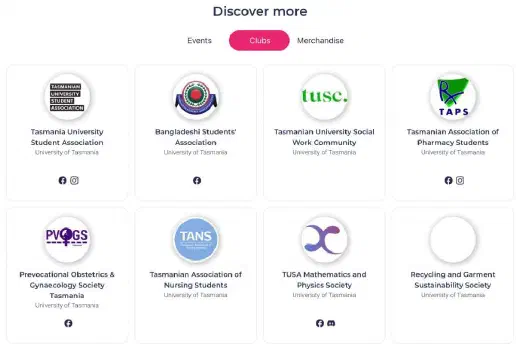 Discover more
Events
Clubs
Merchandise
TASMANIAN
UNIVERSITY
STUDENT
ASSOCIATION
Tasmania University
Student Association
University of Tasmania
Bangladeshi Students'
Association
University of Tasmania
tusc.
Tasmanian University Social
Work Community
University of Tasmania
TAPS
Tasmanian Association of
Pharmacy Students
University of Tasmania
PVOGS
Prevocational Obstetrics &
Gynaecology Society
Tasmania
University of Tasmania
TANS
Tasmanian Association of
Nursing Students
University of Tasmania
TUSA Mathematics and
Physics Society
University of Tasmania
Recycling and Garment
Sustainability Society
University of Tasmania